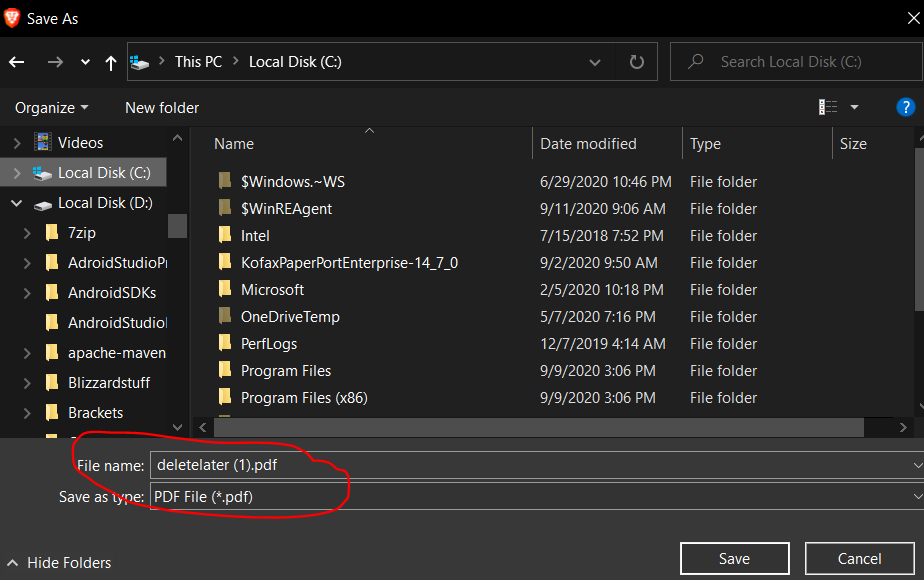 Save As
This PC > Local Disk (C:)
Search Local Disk (C:)
Organize
New folder
?
Videos
Local Disk (C:)
Local Disk (D:)
7zip
AdroidStudioPr
AndroidSDKs
AndroidStudio
apache-maven
Blizzardstuff
Brackets
Name Date modified Type Size
$Windows.~WS 6/29/2020 10:46 PM File folder
$WinREAgent 9/11/2020 9:06 AM File folder
Intel 7/15/2018 7:52 PM File folder
KofaxPaperPortEnterprise-14_7_0 9/2/2020 9:50 AM File folder
Microsoft 2/5/2020 10:18 PM File folder
OneDriveTemp 5/7/2020 7:16 PM File folder
PerfLogs 12/7/2019 4:14 AM File folder
Program Files 9/9/2020 3:06 PM File folder
Program Files (x86) 9/9/2020 3:06 PM File folder
File name: deletelater (1).pdf
Save as type: PDF File (*.pdf)
Hide Folders
Save
Cancel